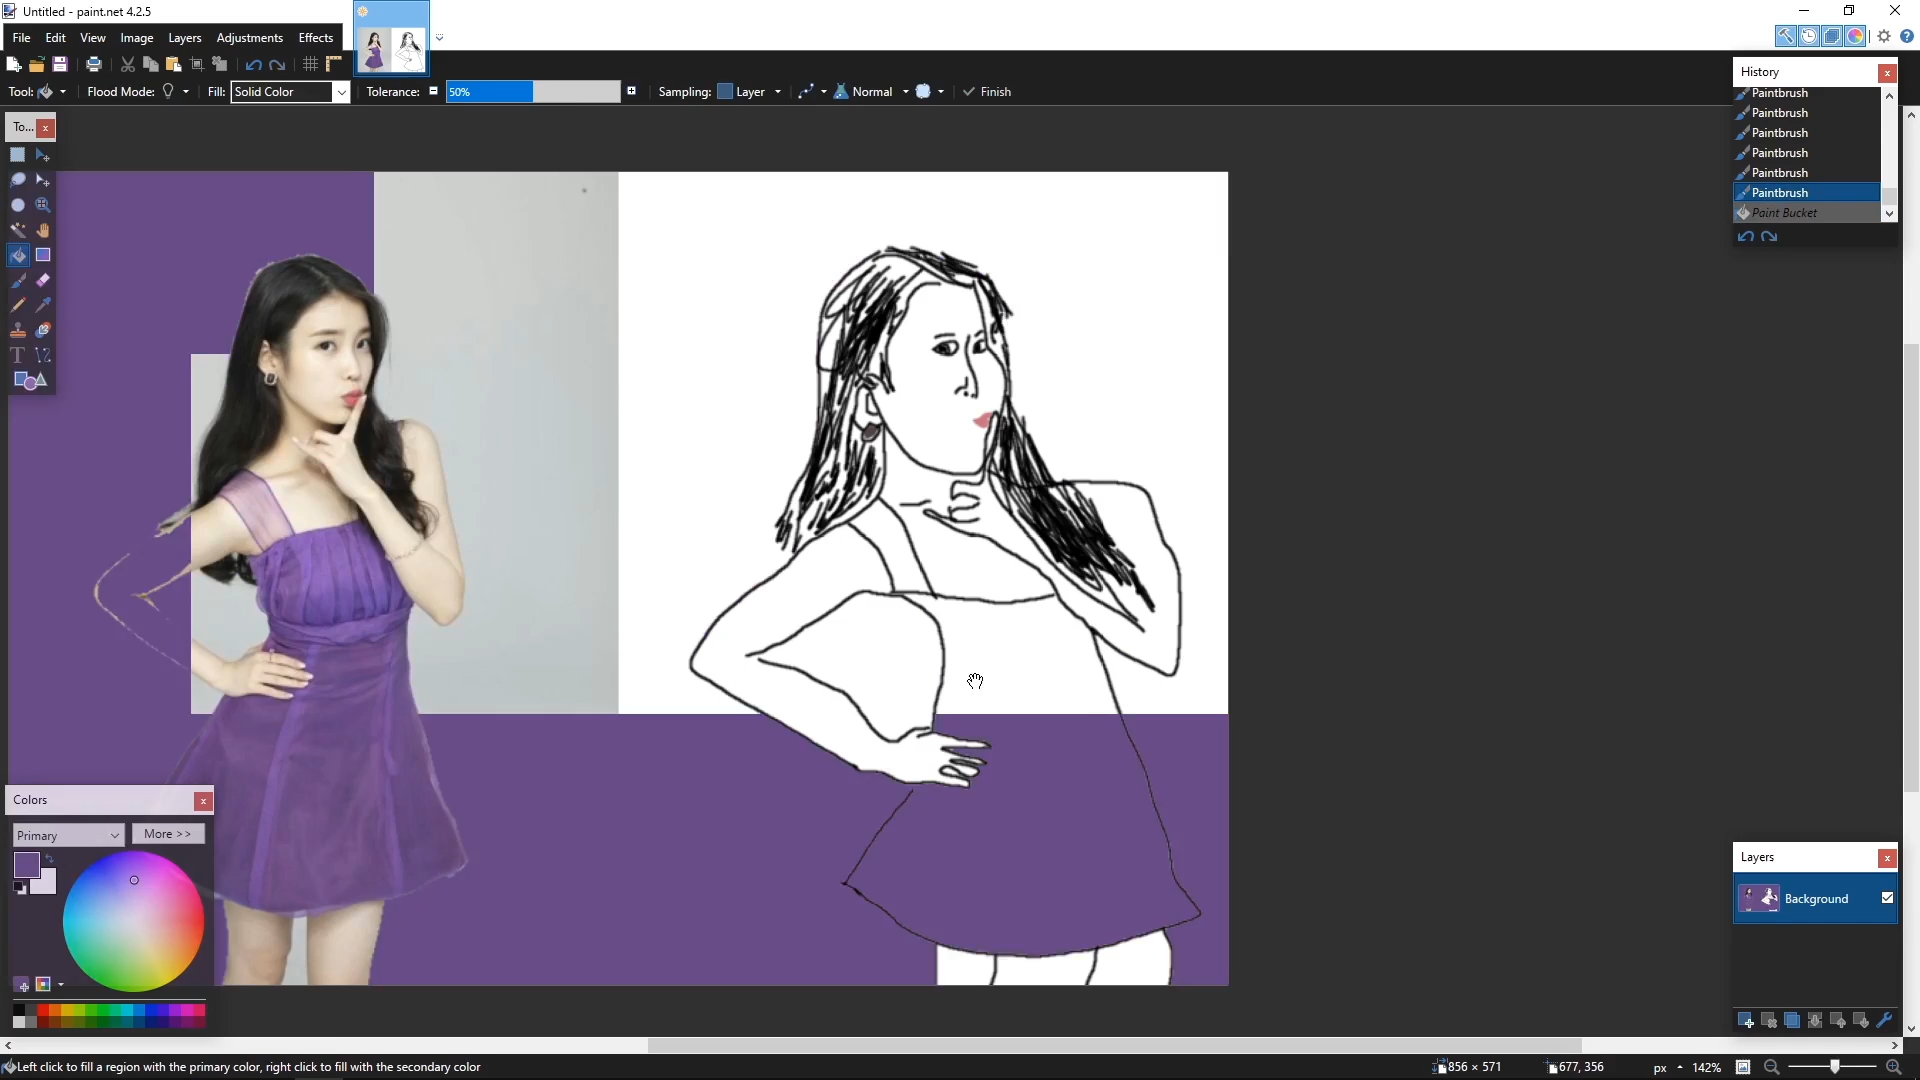 Untitled - paint.net 4.2.5
File Edit View Image Layers Adjustments Effects
Tool: Flood Mode: Fill: Solid Color Tolerance: 50% Sampling: Layer Normal Finish
To...
History
Paintbrush
Paintbrush
Paintbrush
Paintbrush
Paintbrush
Paintbrush
Paint Bucket
Colors
Primary More >>
Layers
Background
Left click to fill a region with the primary color, right click to fill with the secondary color 856 × 571 677, 356 px 142%